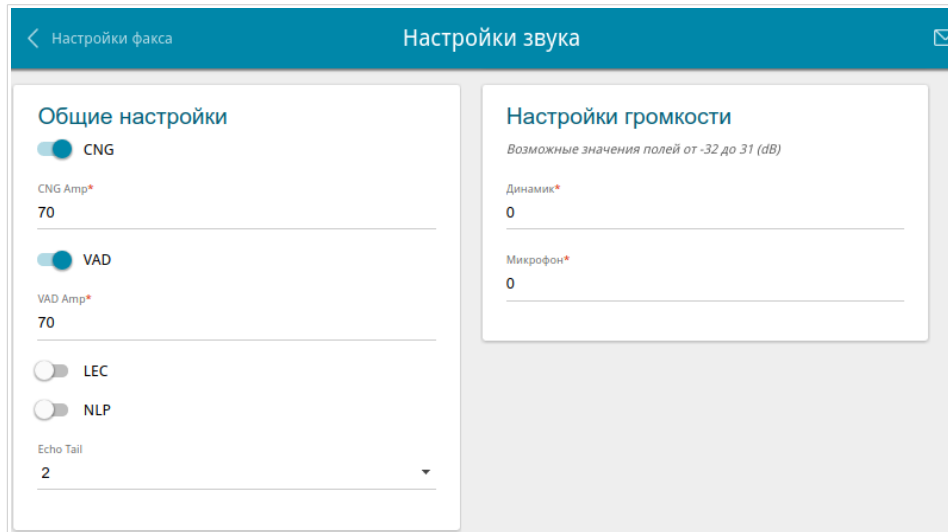 Настройки факса
Настройки звука
Общие настройки
CNG
CNG Amp*
70
VAD
VAD Amp*
70
LEC
NLP
Echo Tail
2
Настройки громкости
Возможные значения полей от -32 до 31 (dB)
Динамик*
0
Микрофон*
0